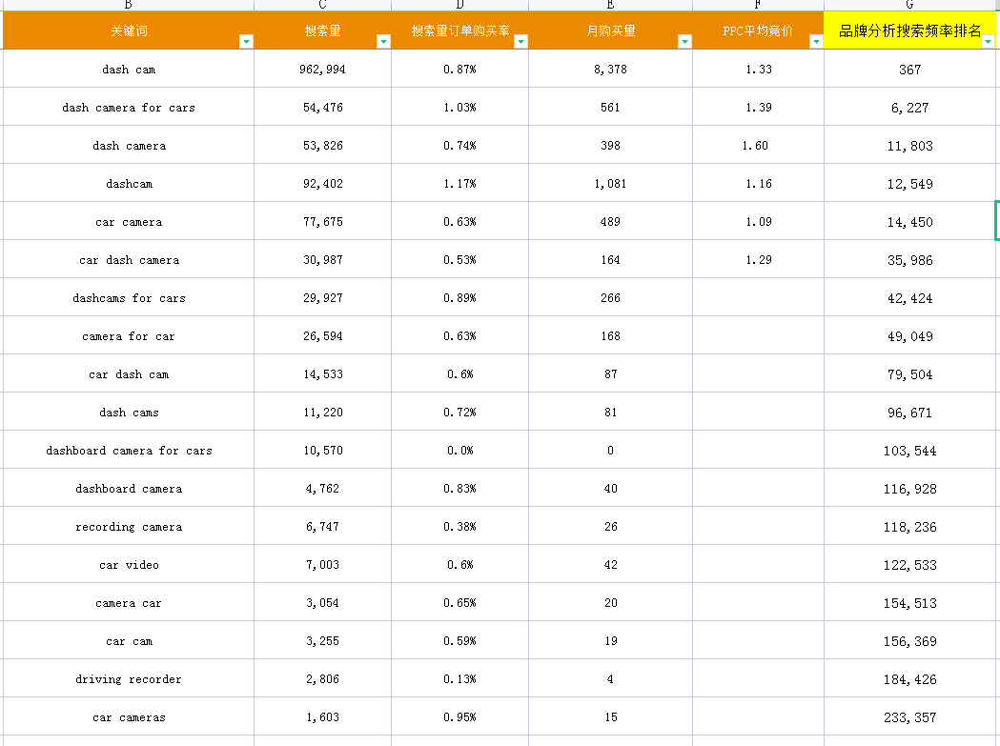 B C D E F G
关键词 搜索量 搜索量订单购买率 月购买量 PPC平均竞价 品牌分析搜索频率排名
dash cam 962,994 0.87% 8,378 1.33 367
dash camera for cars 54,476 1.03% 561 1.39 6,227
dash camera 53,826 0.74% 398 1.60 11,803
dashcam 92,402 1.17% 1,081 1.16 12,549
car camera 77,675 0.63% 489 1.09 14,450
car dash camera 30,987 0.53% 164 1.29 35,986
dashcams for cars 29,927 0.89% 266 42,424
camera for car 26,594 0.63% 168 49,049
car dash cam 14,533 0.6% 87 79,504
dash cams 11,220 0.72% 81 96,671
dashboard camera for cars 10,570 0.0% 0 103,544
dashboard camera 4,762 0.83% 40 116,928
recording camera 6,747 0.38% 26 118,236
car video 7,003 0.6% 42 122,533
camera car 3,054 0.65% 20 154,513
car cam 3,255 0.59% 19 156,369
driving recorder 2,806 0.13% 4 184,426
car cameras 1,603 0.95% 15 233,357